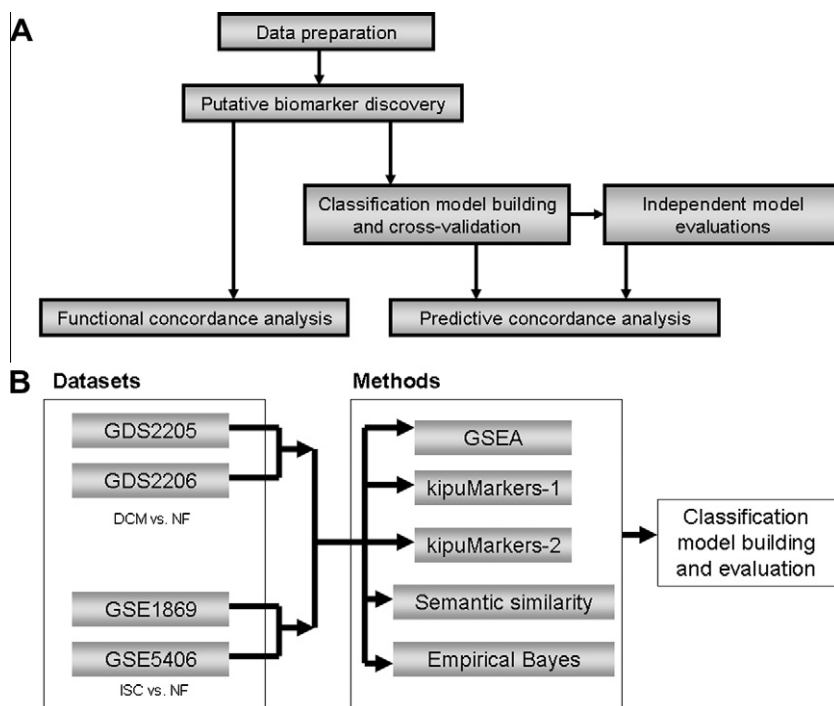 A
Data preparation
Putative biomarker discovery
Classification model building
and cross-validation
Independent model
evaluations
Functional concordance analysis
Predictive concordance analysis
B
Datasets
Methods
GDS2205
GDS2206
DCM vs. NF
GSE1869
GSE5406
ISC vs. NF
GSEA
kipuMarkers-1
kipuMarkers-2
Semantic similarity
Empirical Bayes
Classification
model building
and evaluation